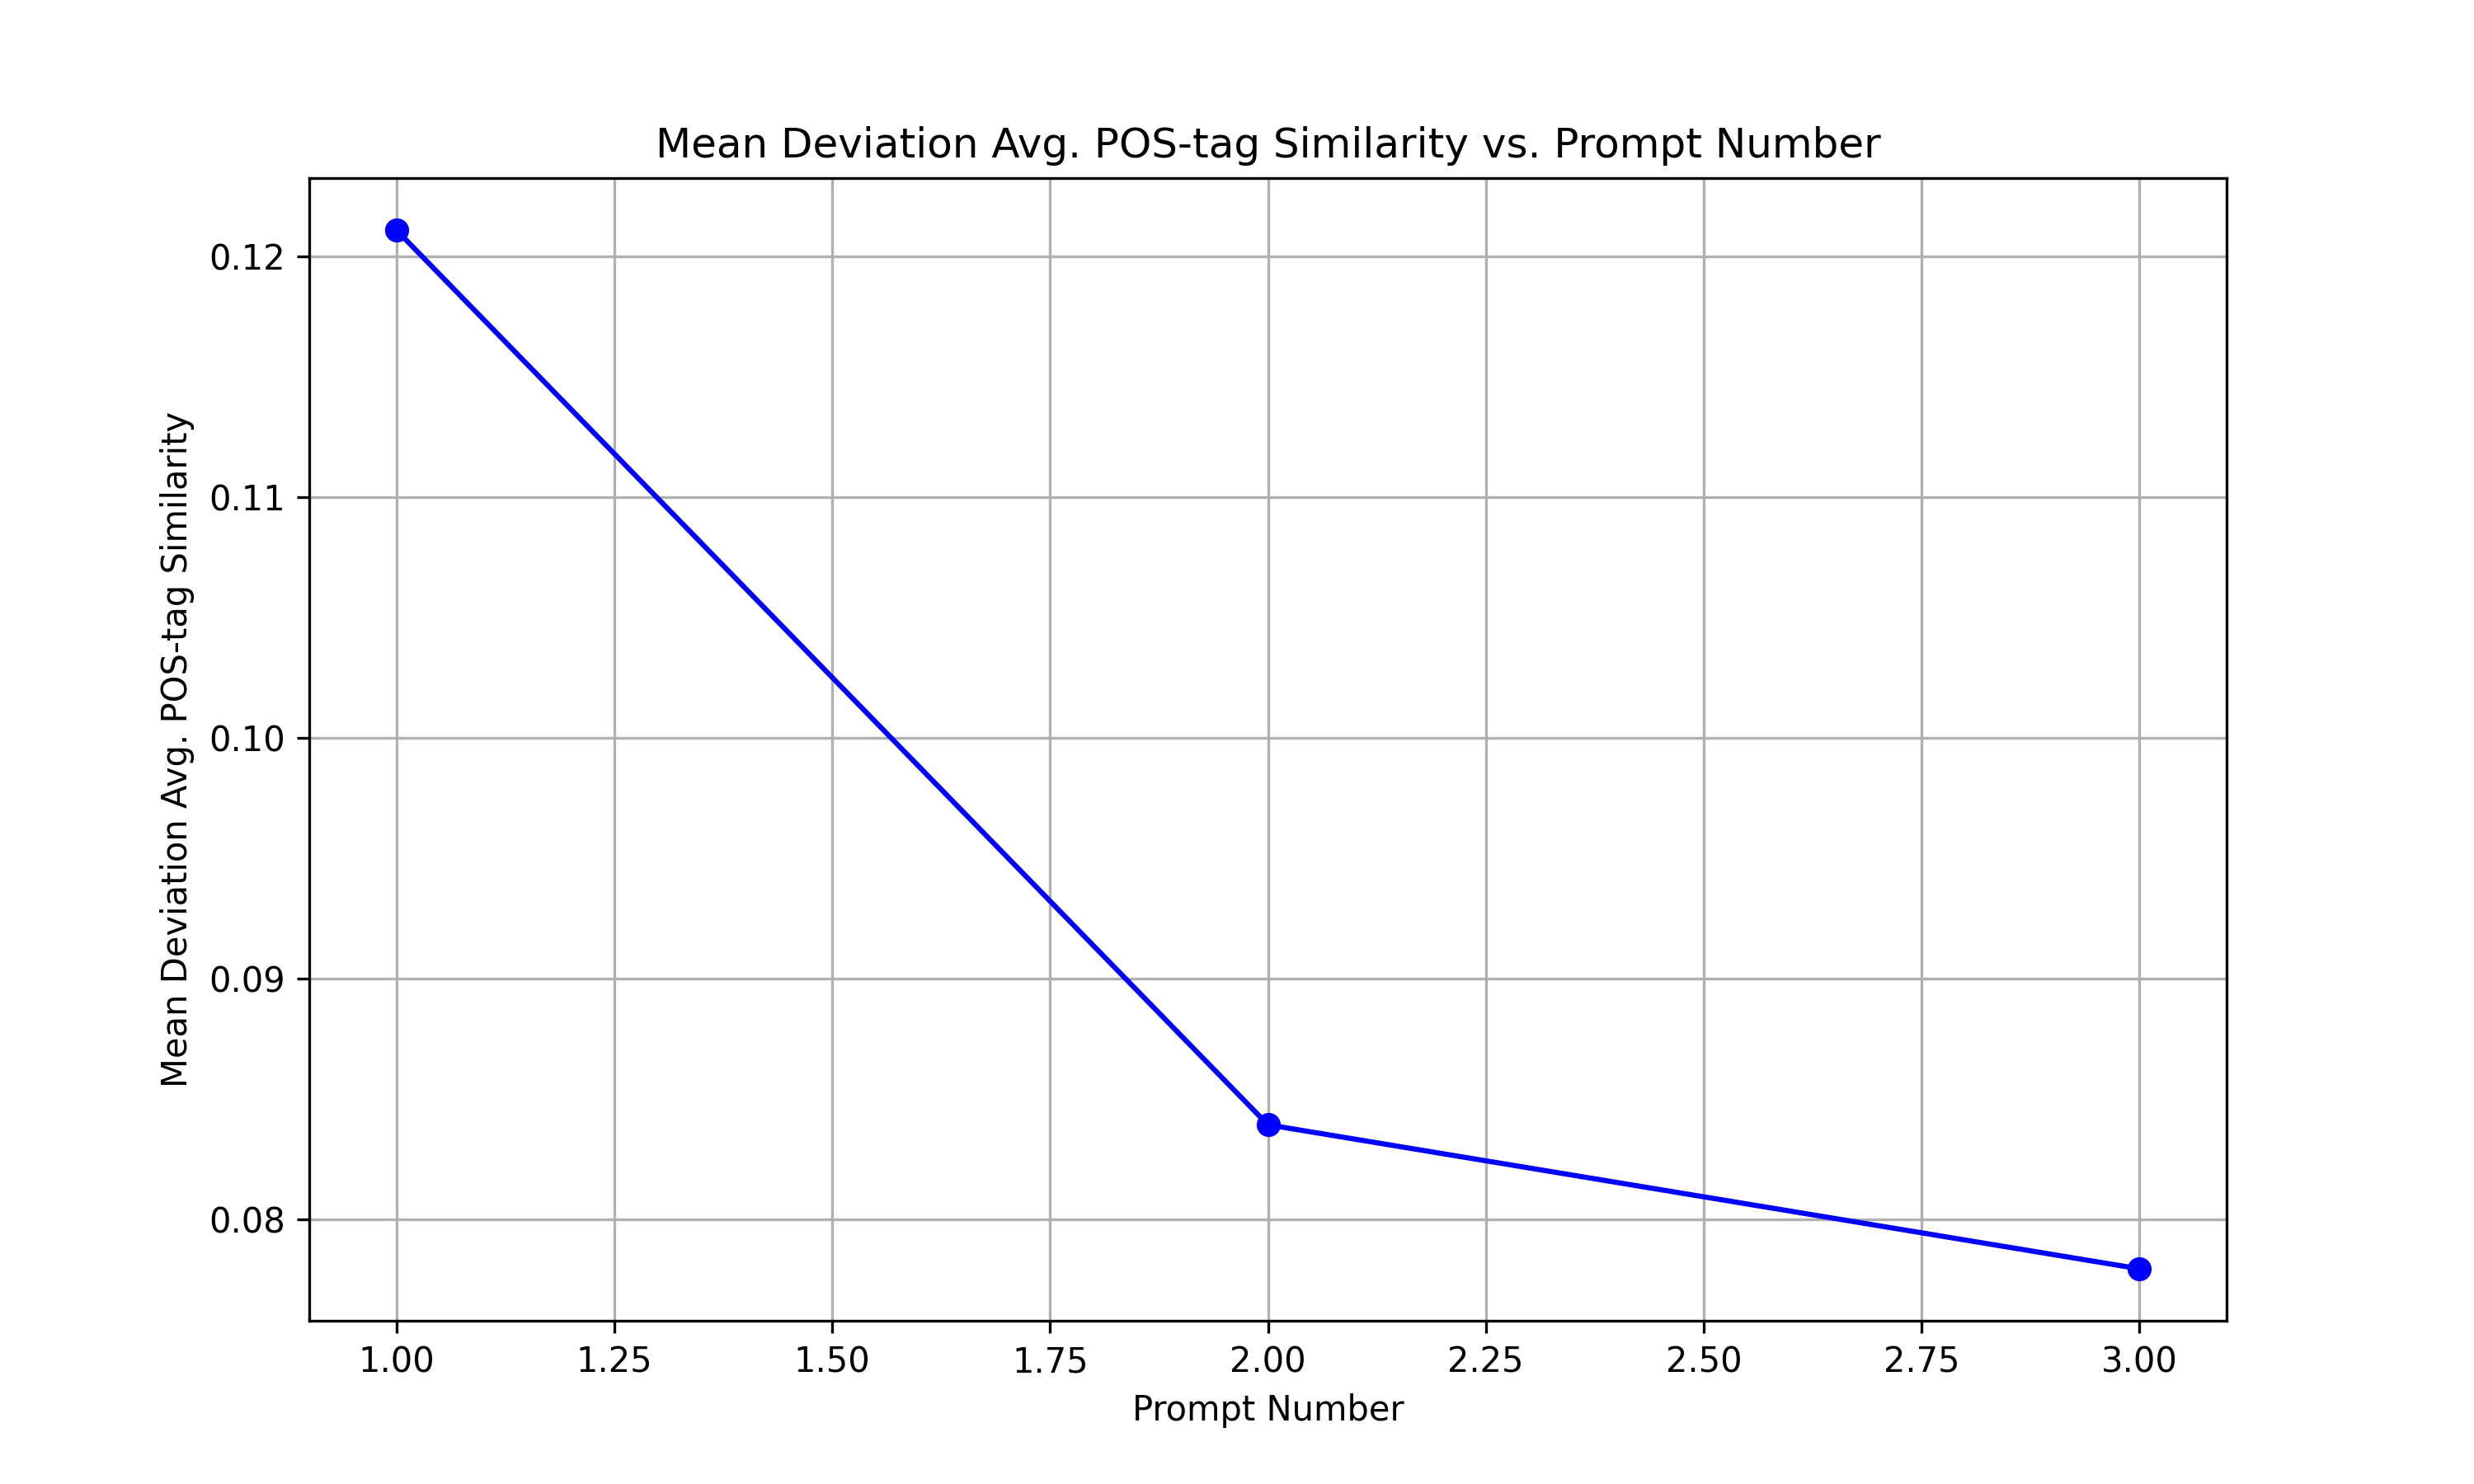 Mean Deviation Avg. POS-tag Similarity vs. Prompt Number
Mean Deviation Avg. POS-tag Similarity
0.12
0.11
0.10
0.09
0.08
1.00 1.25 1.50 1.75 2.00 2.25 2.50 2.75 3.00
Prompt Number